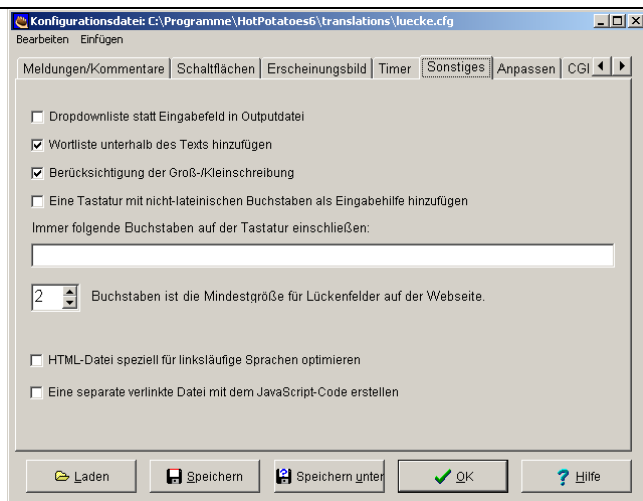 Konfigurationsdatei: C:\Programme\HotPotatoes6\translations\luecke.cfg
Bearbeiten Einfügen
Meldungen/Kommentare Schaltflächen Erscheinungsbild Timer Sonstiges Anpassen CGI
Dropdownliste statt Eingabefeld in Outputdatei
Wortliste unterhalb des Texts hinzufügen
Berücksichtigung der Groß-/Kleinschreibung
Eine Tastatur mit nicht-lateinischen Buchstaben als Eingabehilfe hinzufügen
Immer folgende Buchstaben auf der Tastatur einschließen:
2 Buchstaben ist die Mindestgröße für Lückenfelder auf der Webseite.
HTML-Datei speziell für linksläufige Sprachen optimieren
Eine separate verlinkte Datei mit dem JavaScript-Code erstellen
Laden Speichern Speichern unter OK Hilfe